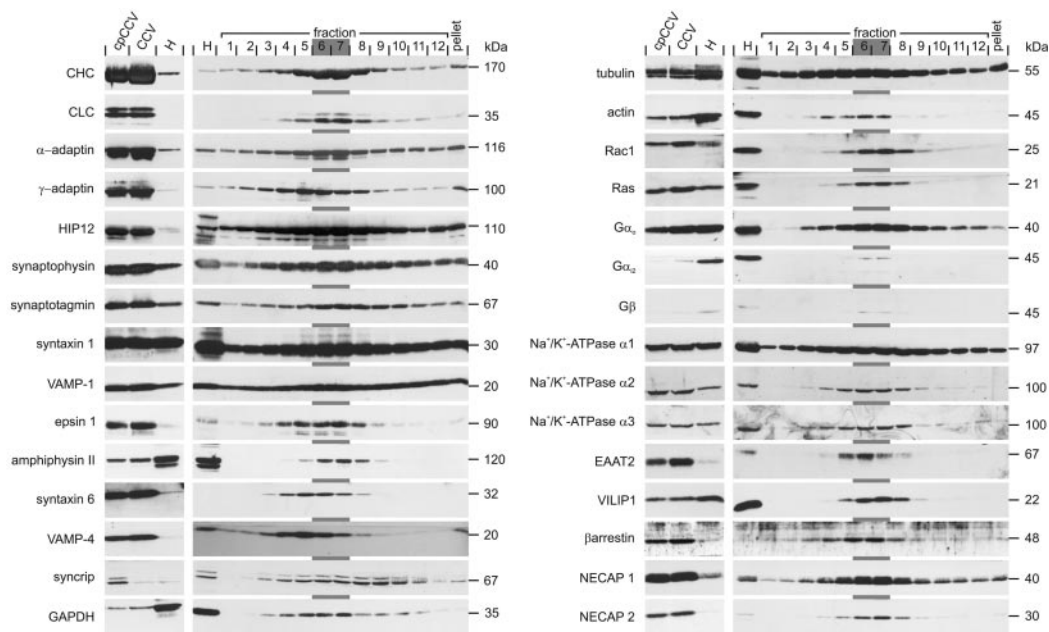 cpCCV CCV H H fraction pellet kDa
1 2 3 4 5 6 7 8 9 10 11 12
CHC 170
CLC 35
α-adaptin 116
γ-adaptin 100
HIP12 110
synaptophysin 40
synaptotagmin 67
syntaxin 1 30
VAMP-1 20
epsin 1 90
amphiphysin II 120
syntaxin 6 32
VAMP-4 20
syncrip 67
GAPDH 35
cpCCV CCV H H fraction pellet kDa
1 2 3 4 5 6 7 8 9 10 11 12
tubulin 55
actin 45
Rac1 25
Ras 21
Gαₒ 40
Gαᵢ₂ 45
Gβ 45
Na⁺/K⁺-ATPase α1 97
Na⁺/K⁺-ATPase α2 100
Na⁺/K⁺-ATPase α3 100
EAAT2 67
VILIP1 22
βarrestin 48
NECAP 1 40
NECAP 2 30